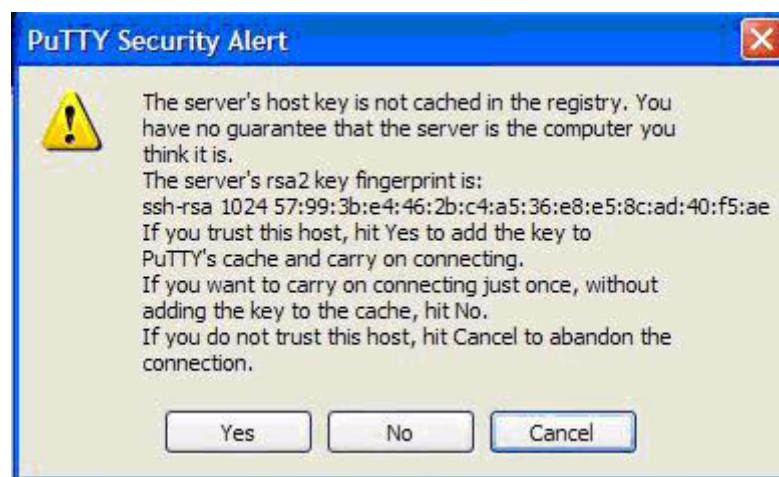 PuTTY Security Alert
The server's host key is not cached in the registry. You
have no guarantee that the server is the computer you
think it is.
The server's rsa2 key fingerprint is:
ssh-rsa 1024 57:99:3b:e4:46:2b:c4:a5:36:e8:e5:8c:ad:40:f5:ae
If you trust this host, hit Yes to add the key to
PuTTY's cache and carry on connecting.
If you want to carry on connecting just once, without
adding the key to the cache, hit No.
If you do not trust this host, hit Cancel to abandon the
connection.
Yes No Cancel